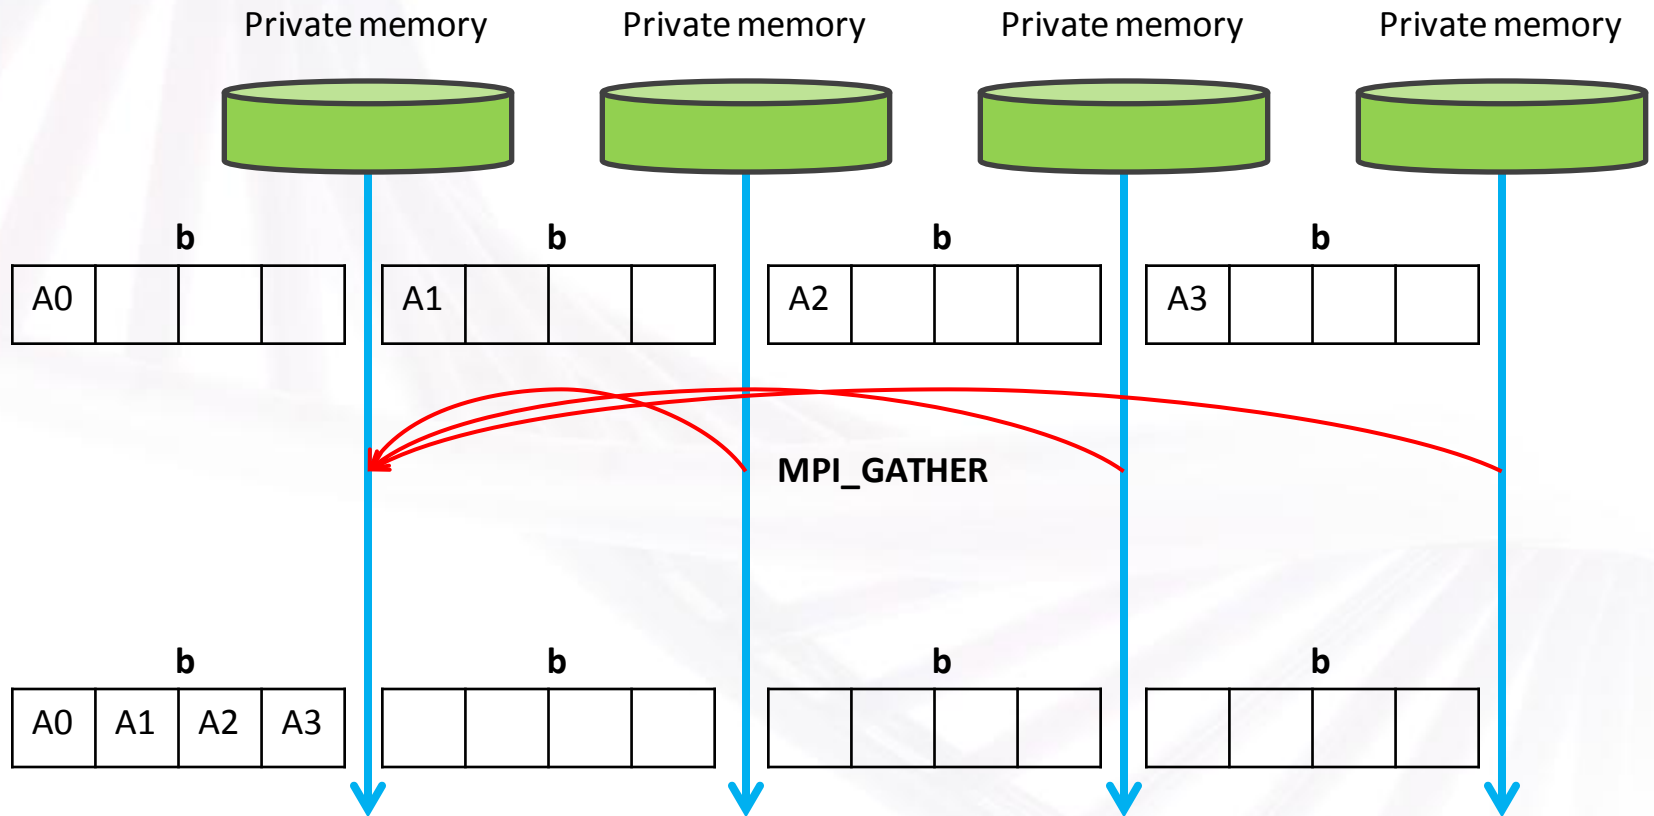 Private memory Private memory Private memory Private memory
b b b b
A0 A1 A2 A3
MPI_GATHER
b b b b
A0 A1 A2 A3